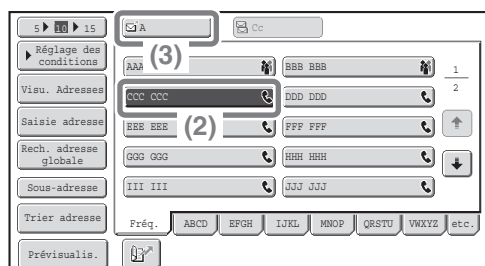 5 10 15
A
Cc
Réglage des
conditions
(3)
AAA
BBB BBB
1
2
Visu. Adresses
CCC CCC
DDD DDD
Saisie adresse
EEE EEE
(2)
FFF FFF
Rech. adresse
globale
GGG GGG
HHH HHH
Sous-adresse
III III
JJJ JJJ
Trier adresse
Fréq.
ABCD
EFGH
IJKL
MNOP
QRSTU
VWXYZ
etc.
Prévisualis.